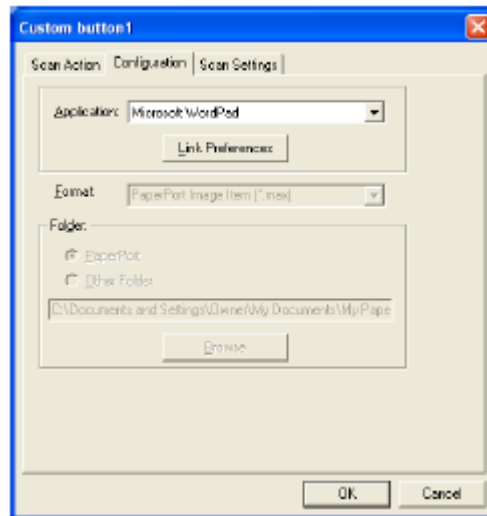 Custom button1
Scan Action Configuration Scan Settings
Application: Microsoft WordPad
Link Preferences
Format PaperPort Image Item (*.max)
Folder:
PaperPort
Other Folder
C:\Documents and Settings\Owner\My Documents\My Pape
Browse
OK Cancel